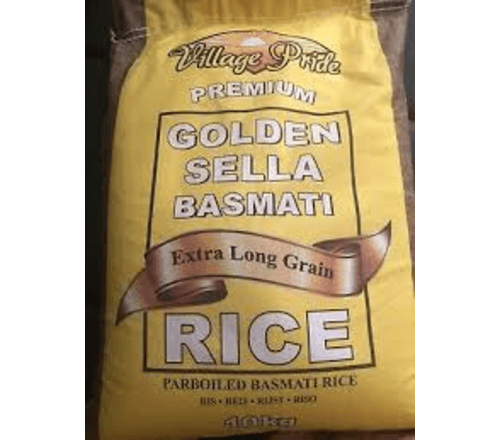 Village Pride
PREMIUM
GOLDEN
SELLA
BASMATI
Extra Long Grain
RICE
PARBOILED BASMATI RICE
RIS • REIS • RIJST • RISO